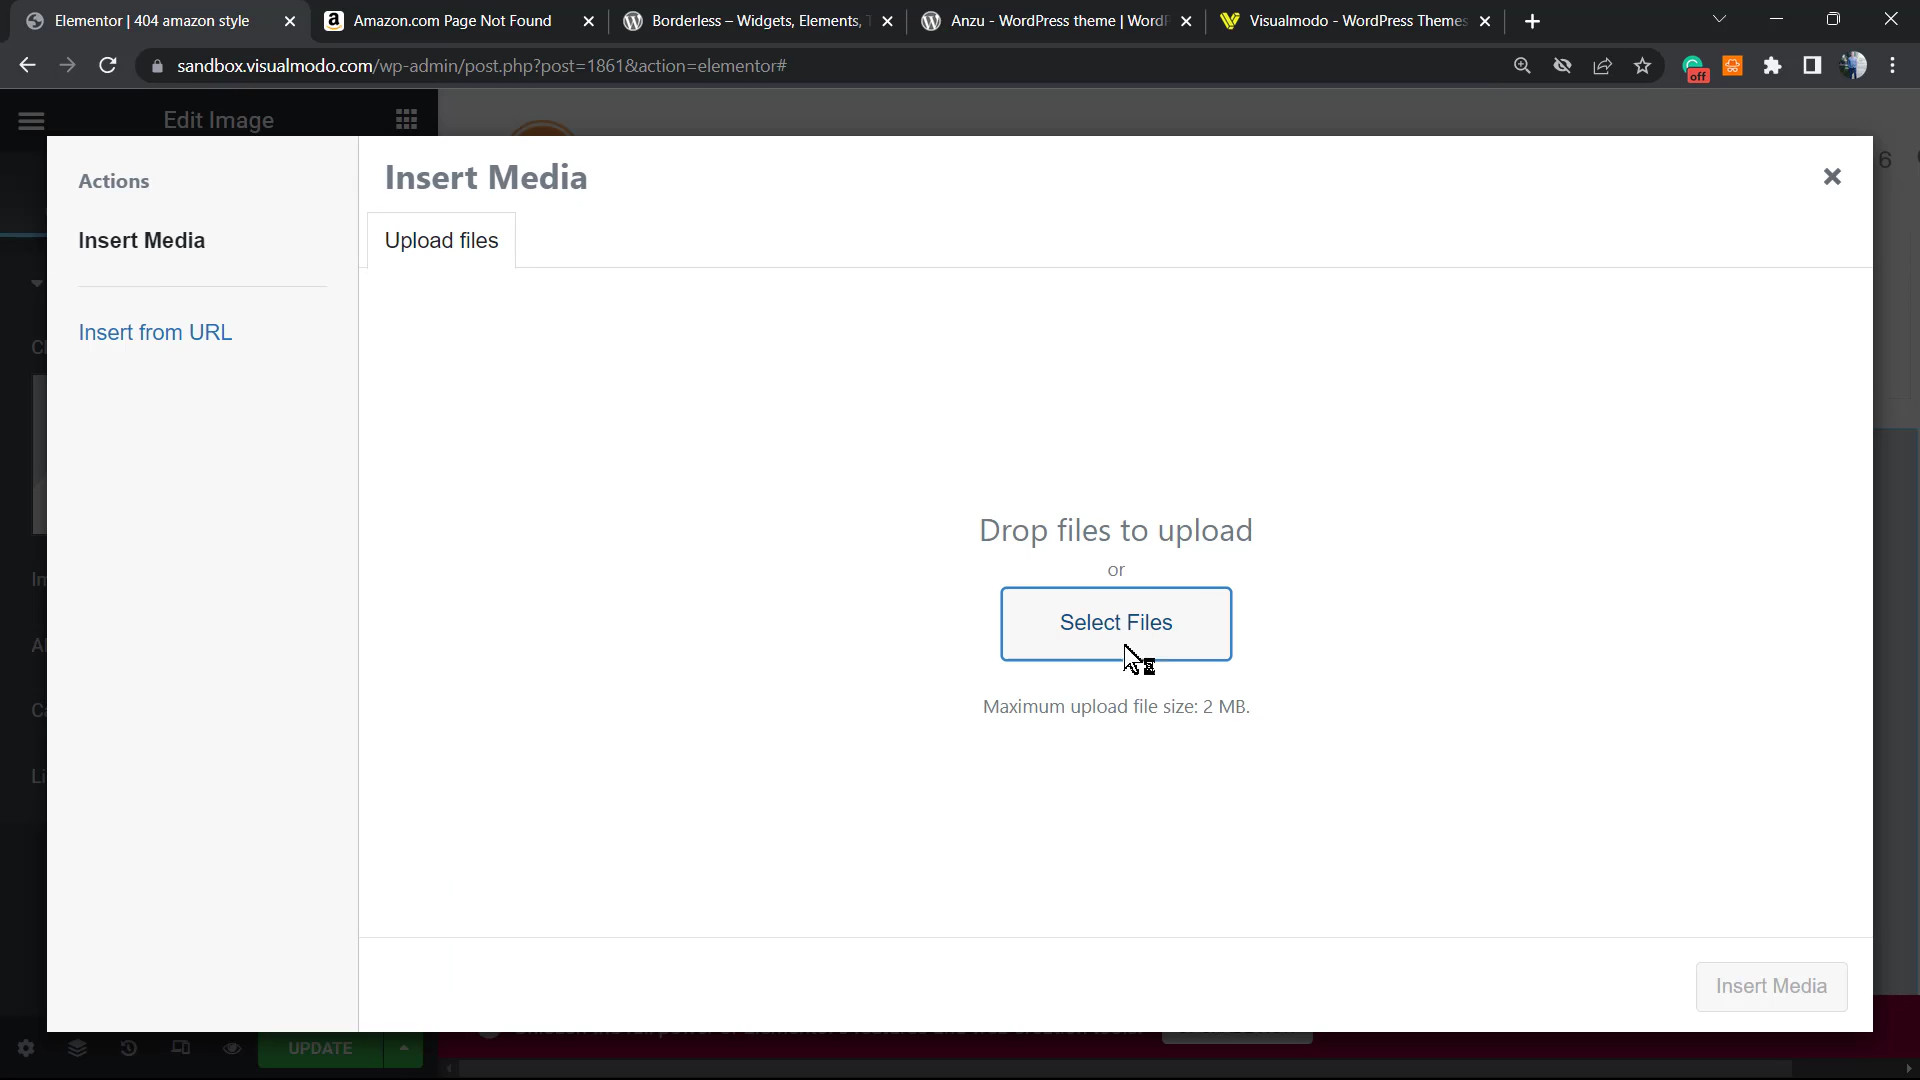 Elementor | 404 amazon style
Amazon.com Page Not Found
Borderless – Widgets, Elements,
Anzu - WordPress theme | Word
Visualmodo - WordPress Themes
sandbox.visualmodo.com/wp-admin/post.php?post=1861&action=elementor#
off
Edit Image
6
Actions
Insert Media
Insert from URL
Insert Media
Upload files
Drop files to upload
or
Select Files
Maximum upload file size: 2 MB.
Insert Media
UPDATE